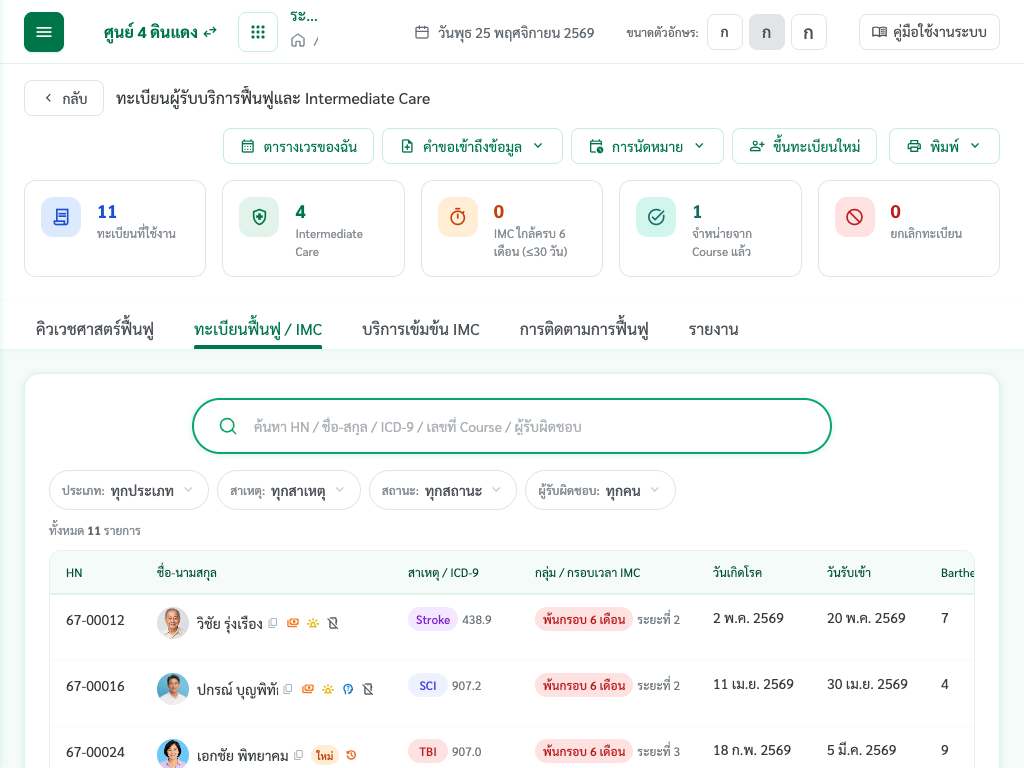 ศูนย์ 4 ดินแดง
ระ...
/
วันพุธ 25 พฤศจิกายน 2569
ขนาดตัวอักษร: ก ก ก
คู่มือใช้งานระบบ
กลับ
ทะเบียนผู้รับบริการฟื้นฟูและ Intermediate Care
ตารางเวรของฉัน
คำขอเข้าถึงข้อมูล
การนัดหมาย
ขึ้นทะเบียนใหม่
พิมพ์
11
ทะเบียนที่ใช้งาน
4
Intermediate
Care
0
IMC ใกล้ครบ 6
เดือน (≤30 วัน)
1
จำหน่ายจาก
Course แล้ว
0
ยกเลิกทะเบียน
คิวเวชศาสตร์ฟื้นฟู
ทะเบียนฟื้นฟู / IMC
บริการเข้มข้น IMC
การติดตามการฟื้นฟู
รายงาน
ค้นหา HN / ชื่อ-สกุล / ICD-9 / เลขที่ Course / ผู้รับผิดชอบ
ประเภท: ทุกประเภท
สาเหตุ: ทุกสาเหตุ
สถานะ: ทุกสถานะ
ผู้รับผิดชอบ: ทุกคน
ทั้งหมด 11 รายการ
HN ชื่อ-นามสกุล สาเหตุ / ICD-9 กลุ่ม / กรอบเวลา IMC วันเกิดโรค วันรับเข้า Barthe
67-00012 วิชัย รุ่งเรือง Stroke 438.9 พ้นกรอบ 6 เดือน ระยะที่ 2 2 พ.ค. 2569 20 พ.ค. 2569 7
67-00016 ปกรณ์ บุญพิทั SCI 907.2 พ้นกรอบ 6 เดือน ระยะที่ 2 11 เม.ย. 2569 30 เม.ย. 2569 4
67-00024 เอกชัย พิทยาคม ใหม่ TBI 907.0 พ้นกรอบ 6 เดือน ระยะที่ 3 18 ก.พ. 2569 5 มี.ค. 2569 9